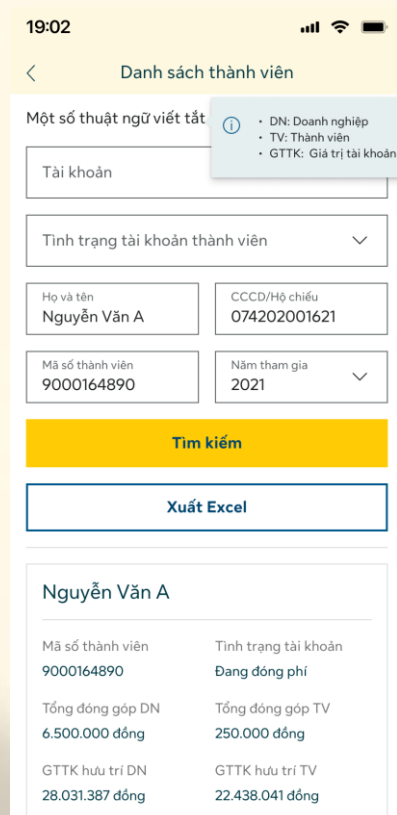 19:02
Danh sách thành viên
Một số thuật ngữ viết tắt
• DN: Doanh nghiệp
• TV: Thành viên
• GTTK: Giá trị tài khoản
Tài khoản
Tình trạng tài khoản thành viên
Họ và tên
Nguyễn Văn A
CCCD/Hộ chiếu
074202001621
Mã số thành viên
9000164890
Năm tham gia
2021
Tìm kiếm
Xuất Excel
Nguyễn Văn A
Mã số thành viên
9000164890
Tình trạng tài khoản
Đang đóng phí
Tổng đóng góp DN
6.500.000 đồng
Tổng đóng góp TV
250.000 đồng
GTTK hưu trí DN
28.031.387 đồng
GTTK hưu trí TV
22.438.041 đồng